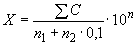 X = ∑C / (n₁ + n₂ · 0,1) · 10ⁿ